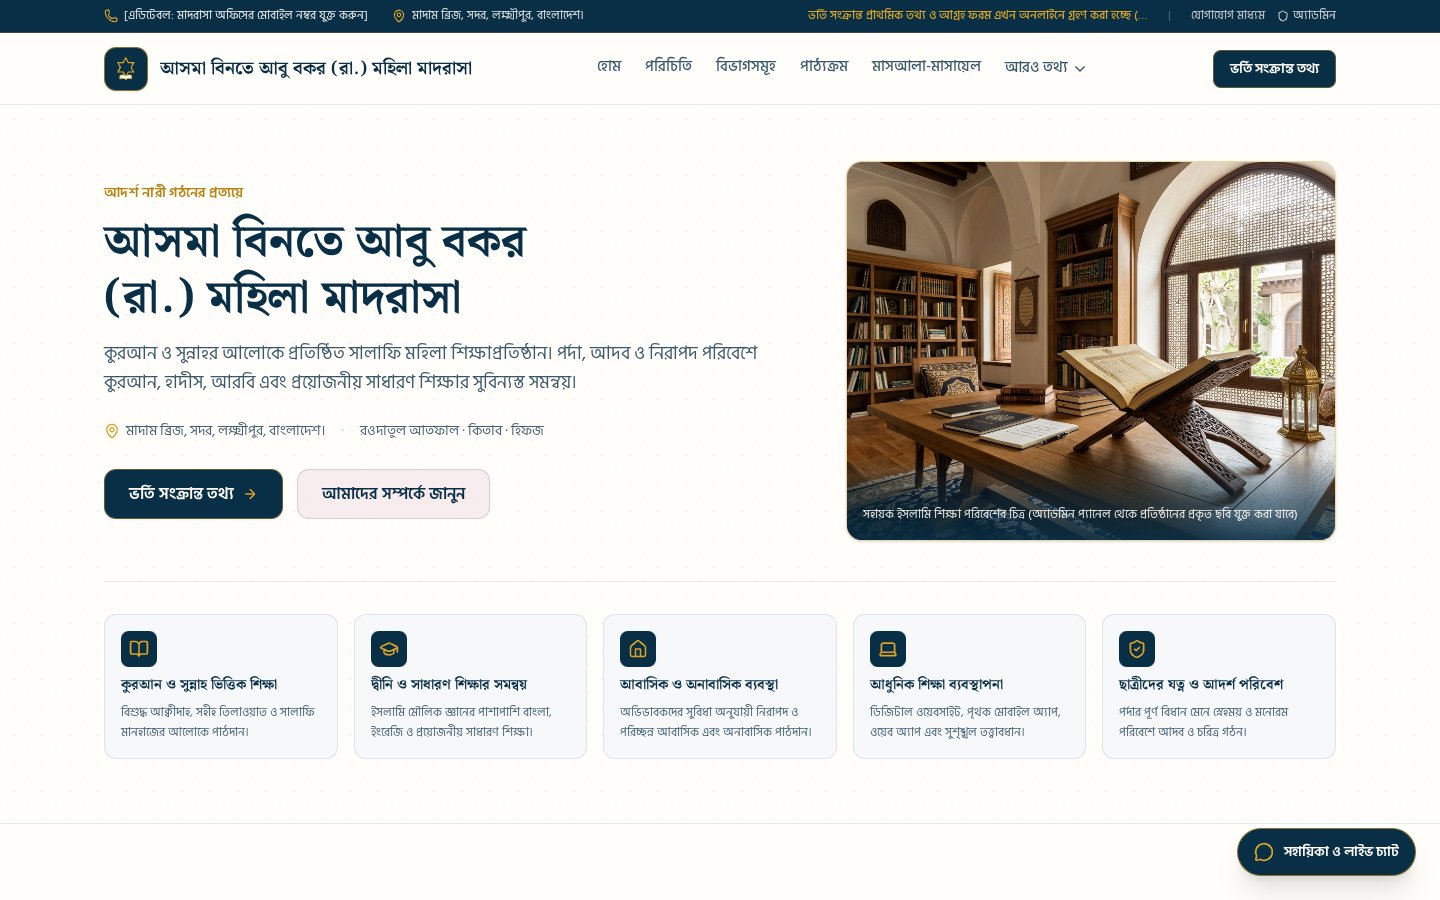 [এডিটেবল: মাদরাসা অফিসের মোবাইল নম্বর যুক্ত করুন]
মাদাম ব্রিজ, সদর, লক্ষ্মীপুর, বাংলাদেশ।
ভর্তি সংক্রান্ত প্রাথমিক তথ্য ও আগ্রহ ফরম এখন অনলাইনে গ্রহণ করা হচ্ছে (...
|
যোগাযোগ মাধ্যম
অ্যাডমিন
আসমা বিনতে আবু বকর (রা.) মহিলা মাদরাসা
হোম
পরিচিতি
বিভাগসমূহ
পাঠ্যক্রম
মাসআলা-মাসায়েল
আরও তথ্য
ভর্তি সংক্রান্ত তথ্য
আদর্শ নারী গঠনের প্রত্যয়ে
আসমা বিনতে আবু বকর
(রা.) মহিলা মাদরাসা
কুরআন ও সুন্নাহর আলোকে প্রতিষ্ঠিত সালাফি মহিলা শিক্ষাপ্রতিষ্ঠান। পর্দা, আদব ও নিরাপদ পরিবেশে
কুরআন, হাদীস, আরবি এবং প্রয়োজনীয় সাধারণ শিক্ষার সুবিন্যস্ত সমন্বয়।
মাদাম ব্রিজ, সদর, লক্ষ্মীপুর, বাংলাদেশ। · রওদাতুল আতফাল · কিতাব · হিফজ
ভর্তি সংক্রান্ত তথ্য →
আমাদের সম্পর্কে জানুন
সহায়ক ইসলামি শিক্ষা পরিবেশের চিত্র (অ্যাডমিন প্যানেল থেকে প্রতিষ্ঠানের প্রকৃত ছবি যুক্ত করা যাবে)
কুরআন ও সুন্নাহ ভিত্তিক শিক্ষা
বিশুদ্ধ আক্বীদাহ, সহীহ তিলাওয়াত ও সালাফি
মানহাজের আলোকে পাঠদান।
দ্বীনি ও সাধারণ শিক্ষার সমন্বয়
ইসলামি মৌলিক জ্ঞানের পাশাপাশি বাংলা,
ইংরেজি ও প্রয়োজনীয় সাধারণ শিক্ষা।
আবাসিক ও অনাবাসিক ব্যবস্থা
অভিভাবকদের সুবিধা অনুযায়ী নিরাপদ ও
পরিচ্ছন্ন আবাসিক এবং অনাবাসিক পাঠদান।
আধুনিক শিক্ষা ব্যবস্থাপনা
ডিজিটাল ওয়েবসাইট, পৃথক মোবাইল অ্যাপ,
ওয়েব অ্যাপ এবং সুশৃঙ্খল তত্ত্বাবধান।
ছাত্রীদের যত্ন ও আদর্শ পরিবেশ
পর্দার পূর্ণ বিধান মেনে স্নেহময় ও মনোরম
পরিবেশে আদব ও চরিত্র গঠন।
সহায়িকা ও লাইভ চ্যাট